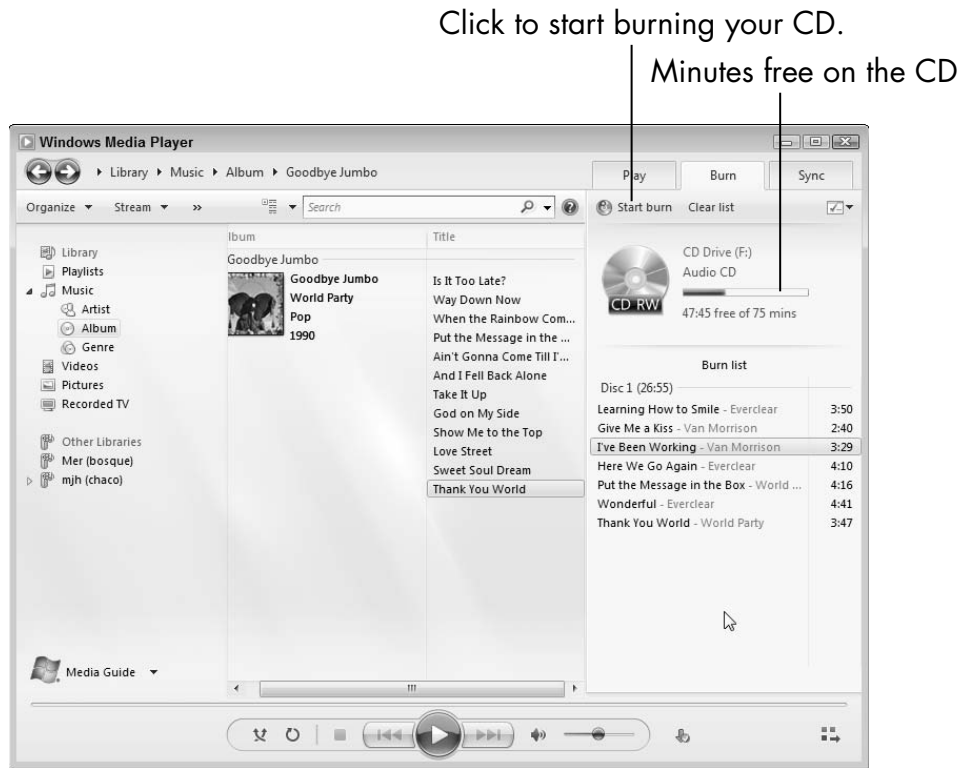 Click to start burning your CD.
Minutes free on the CD
Windows Media Player
Library Music Album Goodbye Jumbo
Play Burn Sync
Organize Stream » Search
Start burn Clear list
Library
Playlists
Music
Artist
Album
Genre
Videos
Pictures
Recorded TV
Other Libraries
Mer (bosque)
mjh (chaco)
Media Guide
lbum Title
Goodbye Jumbo
Goodbye Jumbo
World Party
Pop
1990
Is It Too Late?
Way Down Now
When the Rainbow Com...
Put the Message in the ...
Ain't Gonna Come Till I'...
And I Fell Back Alone
Take It Up
God on My Side
Show Me to the Top
Love Street
Sweet Soul Dream
Thank You World
CD RW
CD Drive (F:)
Audio CD
47:45 free of 75 mins
Burn list
Disc 1 (26:55)
Learning How to Smile - Everclear 3:50
Give Me a Kiss - Van Morrison 2:40
I've Been Working - Van Morrison 3:29
Here We Go Again - Everclear 4:10
Put the Message in the Box - World ... 4:16
Wonderful - Everclear 4:41
Thank You World - World Party 3:47